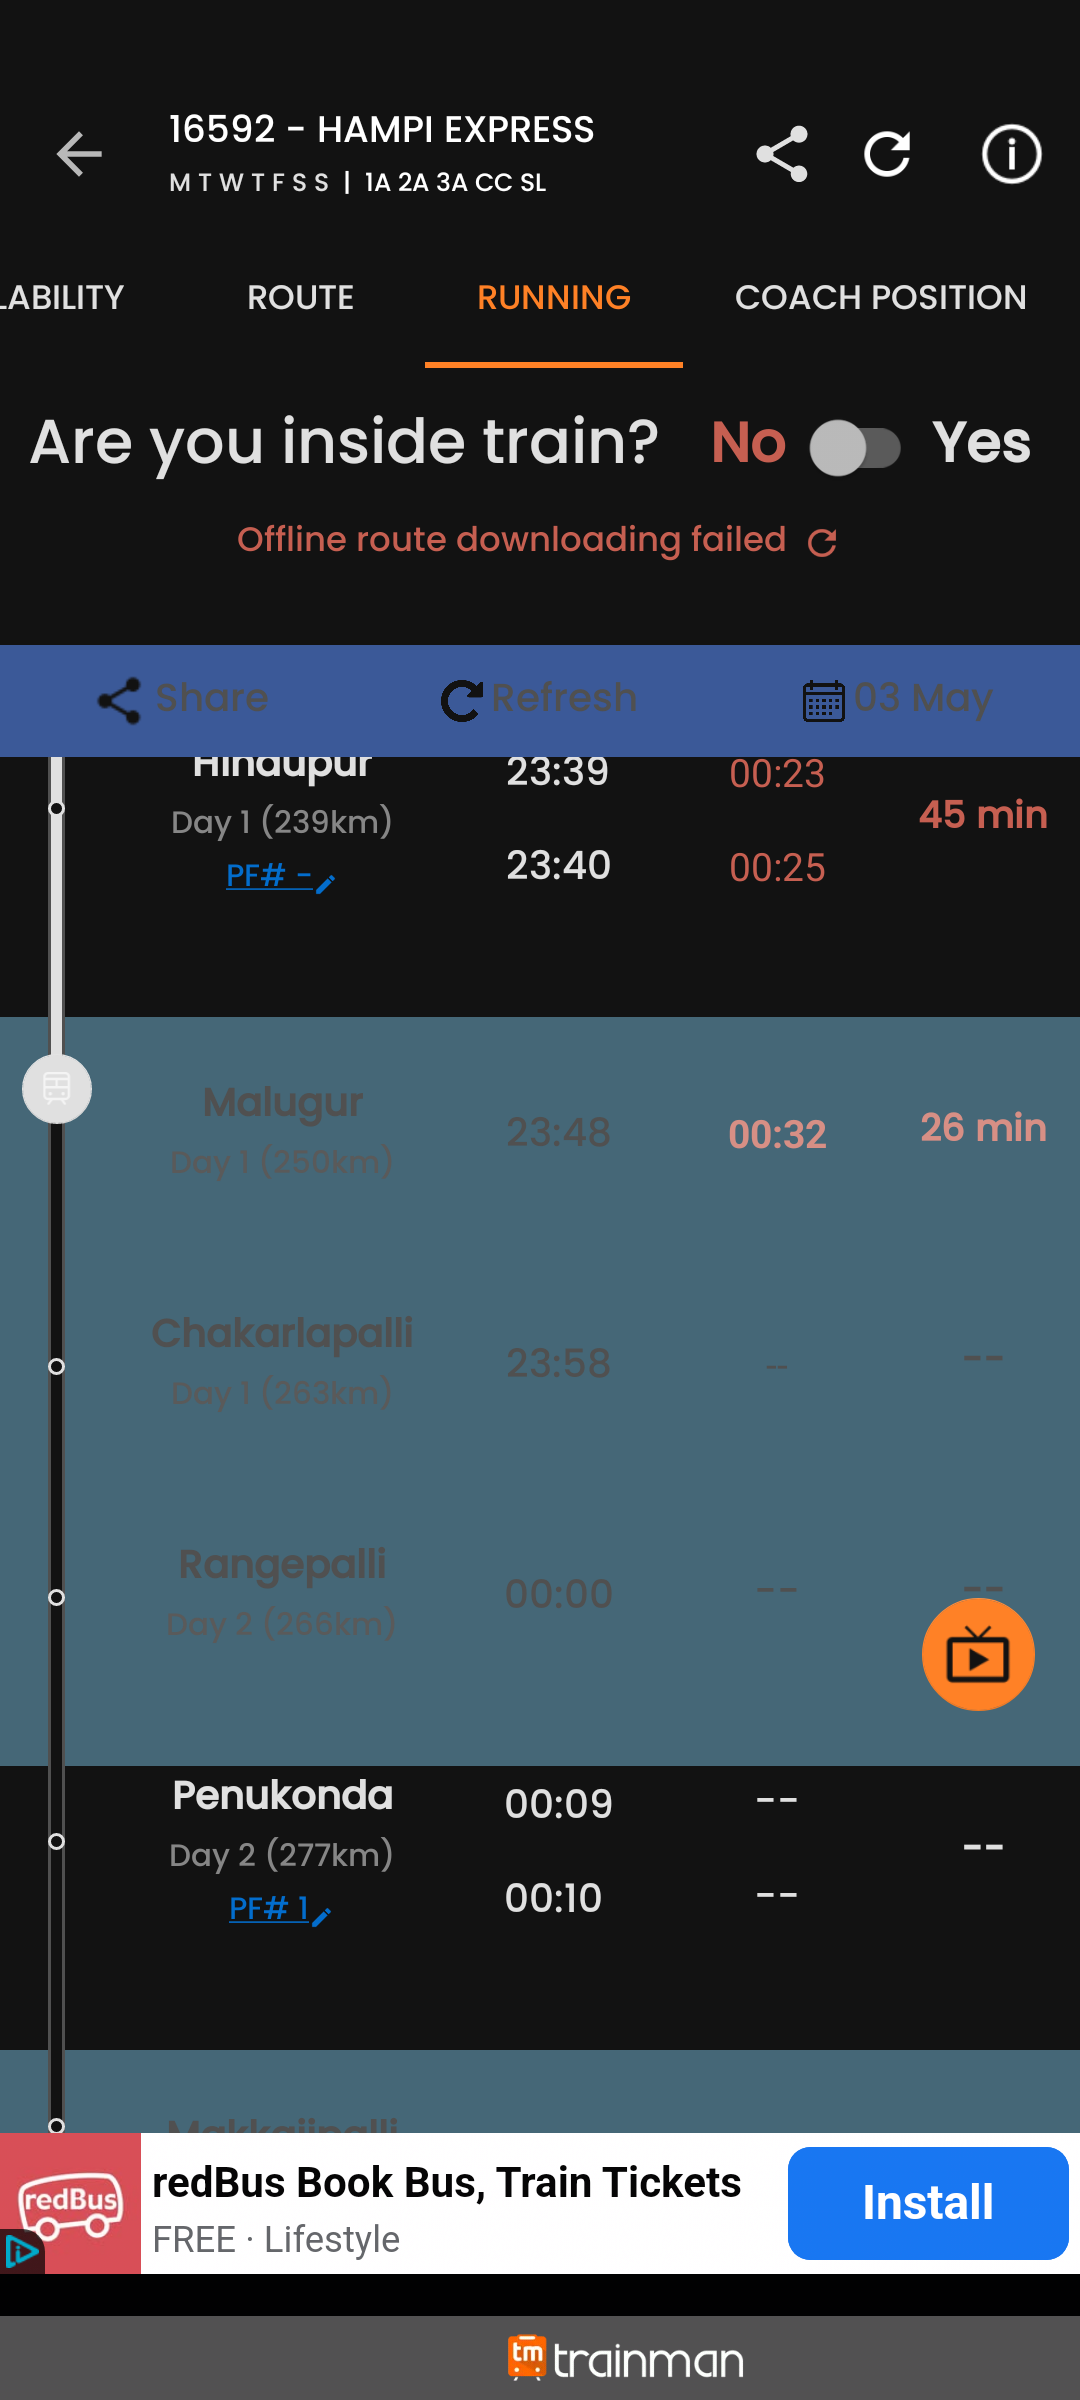 16592 - HAMPI EXPRESS
M T W T F S S | 1A 2A 3A CC SL
LABILITY ROUTE RUNNING COACH POSITION
Are you inside train? No Yes
Offline route downloading failed
Share Refresh 03 May
Hindupur 23:39 00:23
Day 1 (239km) 45 min
PF# - 23:40 00:25
Malugur 23:48 00:32 26 min
Day 1 (250km)
Chakarlapalli 23:58 -- --
Day 1 (263km)
Rangepalli 00:00 -- --
Day 2 (266km)
Penukonda 00:09 --
Day 2 (277km) --
PF# 1 00:10 --
Makkajipalli
redBus
redBus Book Bus, Train Tickets
FREE · Lifestyle
Install
tm trainman